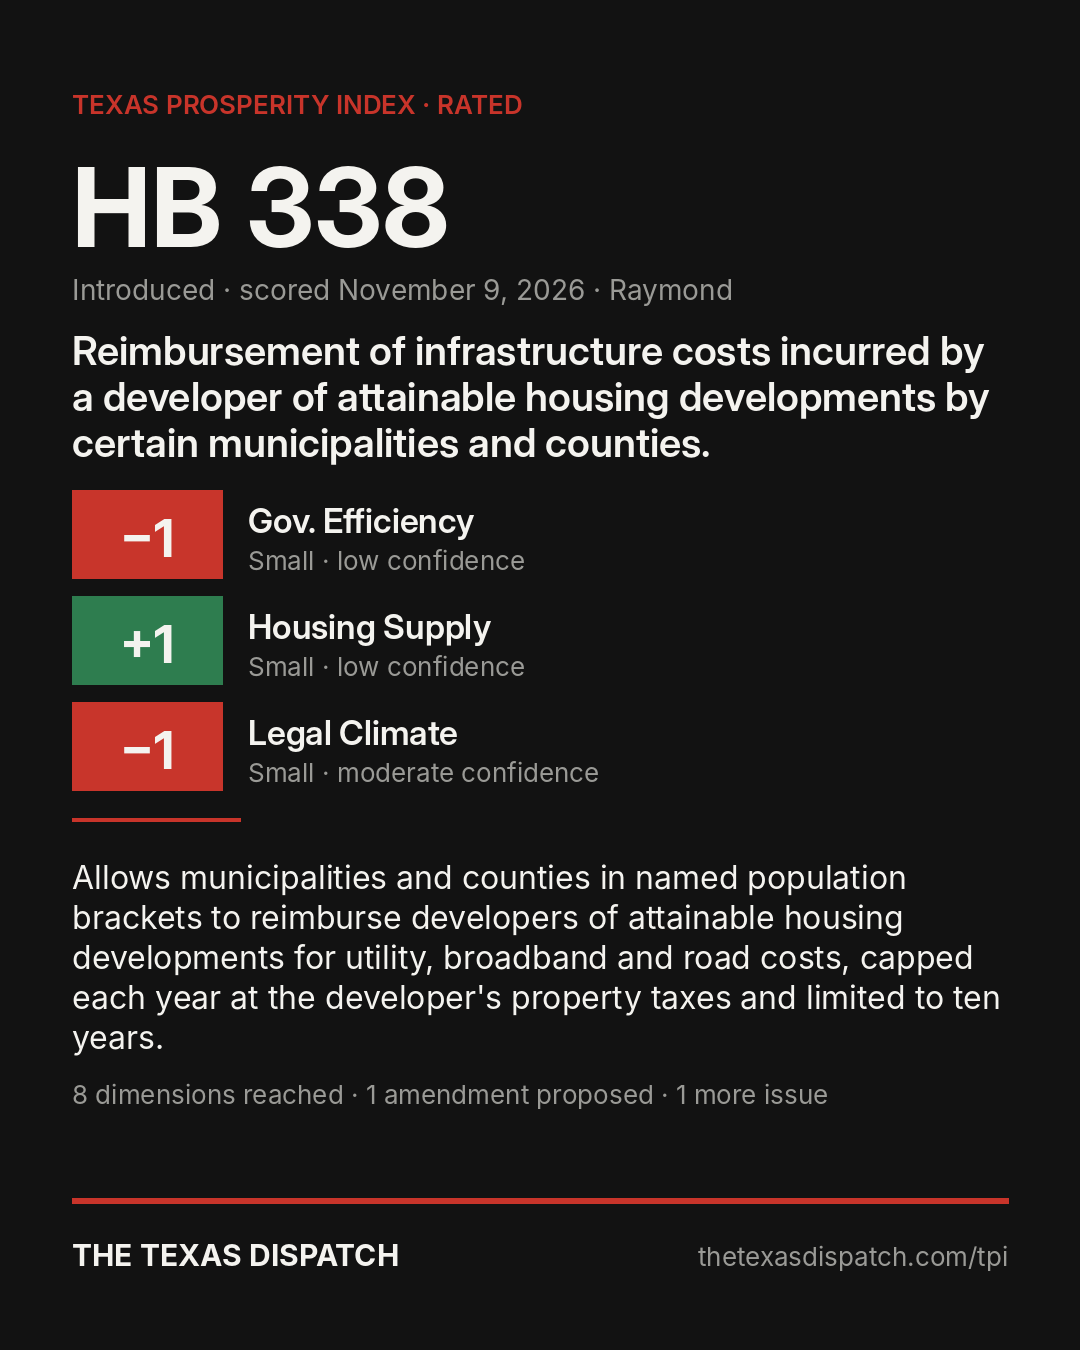 TEXAS PROSPERITY INDEX · RATED
HB 338
Introduced · scored November 9, 2026 · Raymond
Reimbursement of infrastructure costs incurred by
a developer of attainable housing developments by
certain municipalities and counties.
−1
Gov. Efficiency
Small · low confidence
+1
Housing Supply
Small · low confidence
−1
Legal Climate
Small · moderate confidence
Allows municipalities and counties in named population
brackets to reimburse developers of attainable housing
developments for utility, broadband and road costs, capped
each year at the developer's property taxes and limited to ten
years.
8 dimensions reached · 1 amendment proposed · 1 more issue
THE TEXAS DISPATCH
thetexasdispatch.com/tpi